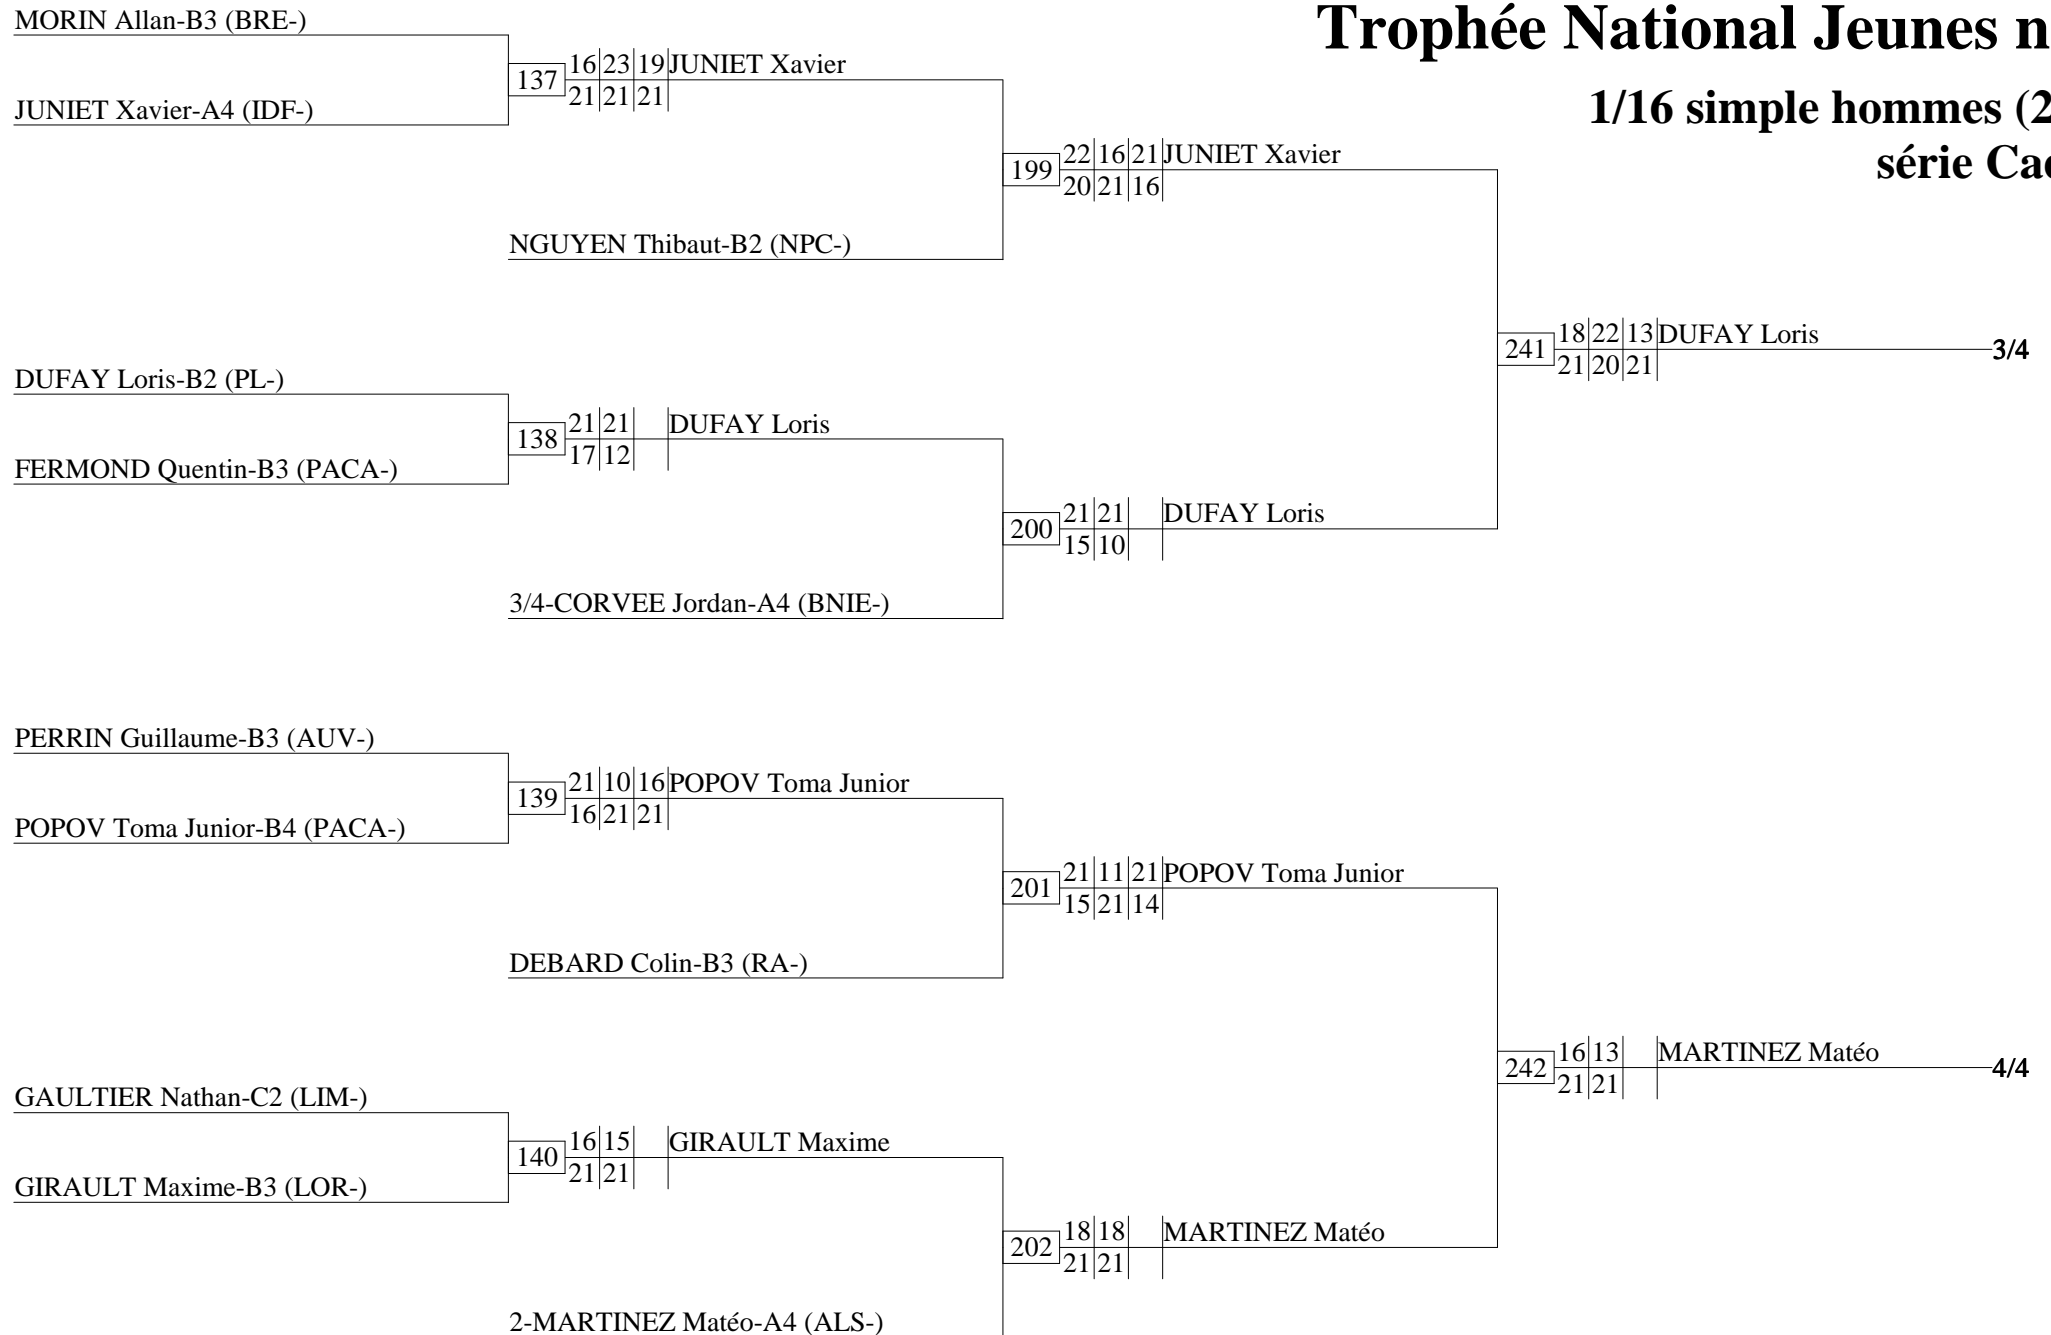 MORIN Allan-B3 (BRE-)
Trophée National Jeunes n
16 23 19 JUNIET Xavier
137
21 21 21
1/16 simple hommes (2
JUNIET Xavier-A4 (IDF-)
série Ca
22 16 21 JUNIET Xavier
199
20 21 16
NGUYEN Thibaut-B2 (NPC-)
18 22 13 DUFAY Loris
241
3/4
21 20 21
DUFAY Loris-B2 (PL-)
21 21 DUFAY Loris
138
17 12
FERMOND Quentin-B3 (PACA-)
21 21 DUFAY Loris
200
15 10
3/4-CORVEE Jordan-A4 (BNIE-)
PERRIN Guillaume-B3 (AUV-)
21 10 16 POPOV Toma Junior
139
16 21 21
POPOV Toma Junior-B4 (PACA-)
21 11 21 POPOV Toma Junior
201
15 21 14
DEBARD Colin-B3 (RA-)
16 13 MARTINEZ Matéo
242
4/4
21 21
GAULTIER Nathan-C2 (LIM-)
16 15 GIRAULT Maxime
140
21 21
GIRAULT Maxime-B3 (LOR-)
18 18 MARTINEZ Matéo
202
21 21
2-MARTINEZ Matéo-A4 (ALS-)